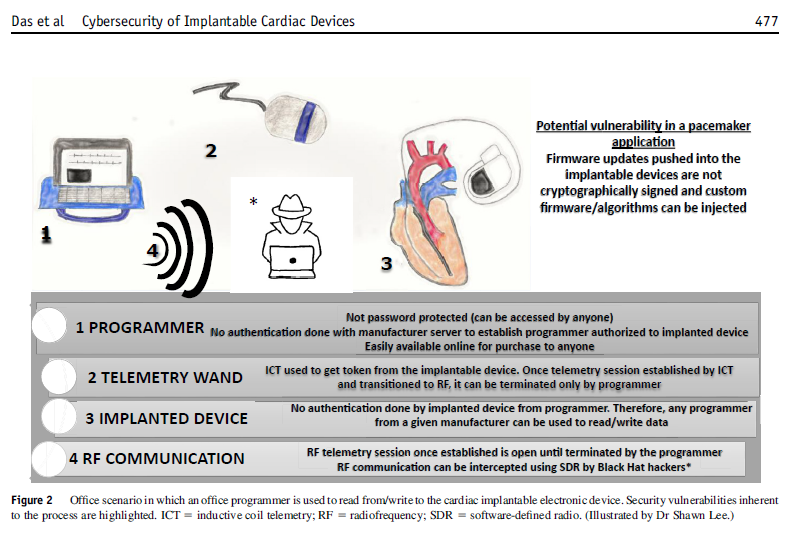 Das et al Cybersecurity of Implantable Cardiac Devices 477
Potential vulnerability in a pacemaker
application
Firmware updates pushed into the
implantable devices are not
cryptographically signed and custom
firmware/algorithms can be injected
1
2
*
4
3
1 PROGRAMMER
Not password protected (can be accessed by anyone)
No authentication done with manufacturer server to establish programmer authorized to implanted device
Easily available online for purchase to anyone
2 TELEMETRY WAND
ICT used to get token from the implantable device. Once telemetry session established by ICT
and transitioned to RF, it can be terminated only by programmer
3 IMPLANTED DEVICE
No authentication done by implanted device from programmer. Therefore, any programmer
from a given manufacturer can be used to read/write data
4 RF COMMUNICATION
RF telemetry session once established is open until terminated by the programmer
RF communication can be intercepted using SDR by Black Hat hackers*
Figure 2 Office scenario in which an office programmer is used to read from/write to the cardiac implantable electronic device. Security vulnerabilities inherent
to the process are highlighted. ICT = inductive coil telemetry; RF = radiofrequency; SDR = software-defined radio. (Illustrated by Dr Shawn Lee.)